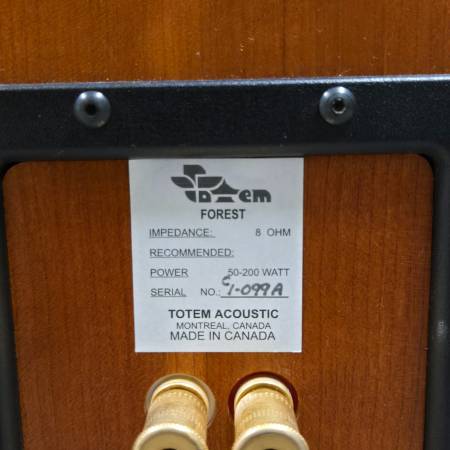 Totem
FOREST
IMPEDANCE: 8 OHM
RECOMMENDED:
POWER 50-200 WATT
SERIAL NO.: C1-099A
TOTEM ACOUSTIC
MONTREAL, CANADA
MADE IN CANADA